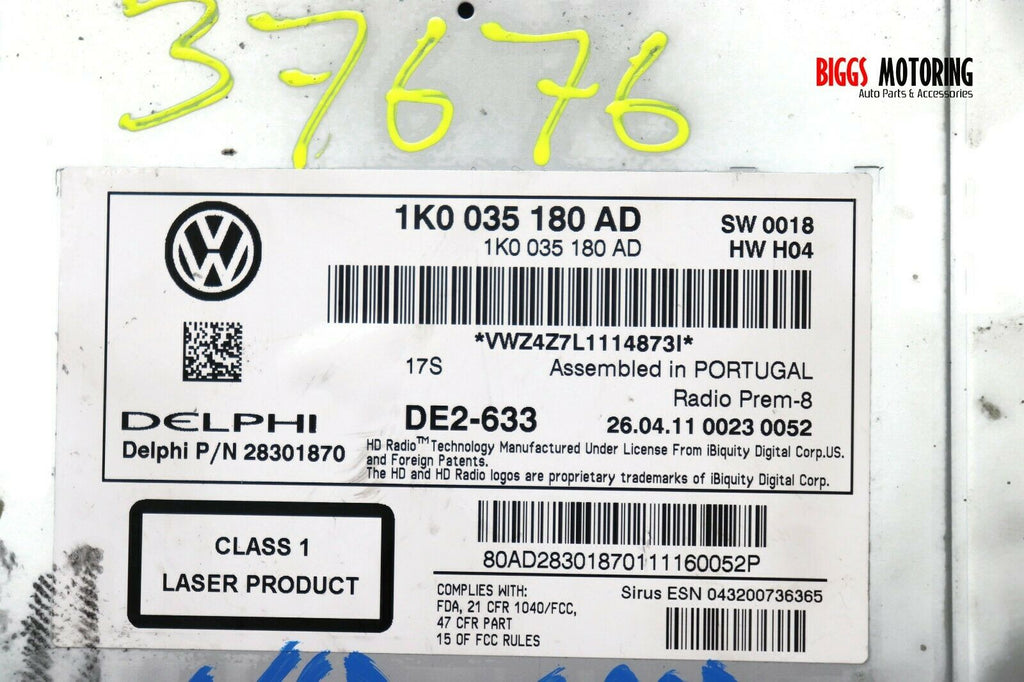 37676
BIGGS MOTORING
Auto Parts & Accessories
1K0 035 180 AD
1K0 035 180 AD
SW 0018
HW H04
*VWZ4Z7L1114873I*
17S
Assembled in PORTUGAL
Radio Prem-8
DELPHI
DE2-633
26.04.11 0023 0052
Delphi P/N 28301870
HD Radio™ Technology Manufactured Under License From iBiquity Digital Corp.US.
and Foreign Patents.
The HD and HD Radio logos are proprietary trademarks of iBiquity Digital Corp.
CLASS 1
LASER PRODUCT
80AD28301870111160052P
COMPLIES WITH:
FDA, 21 CFR 1040/FCC,
47 CFR PART
15 OF FCC RULES
Sirus ESN 043200736365